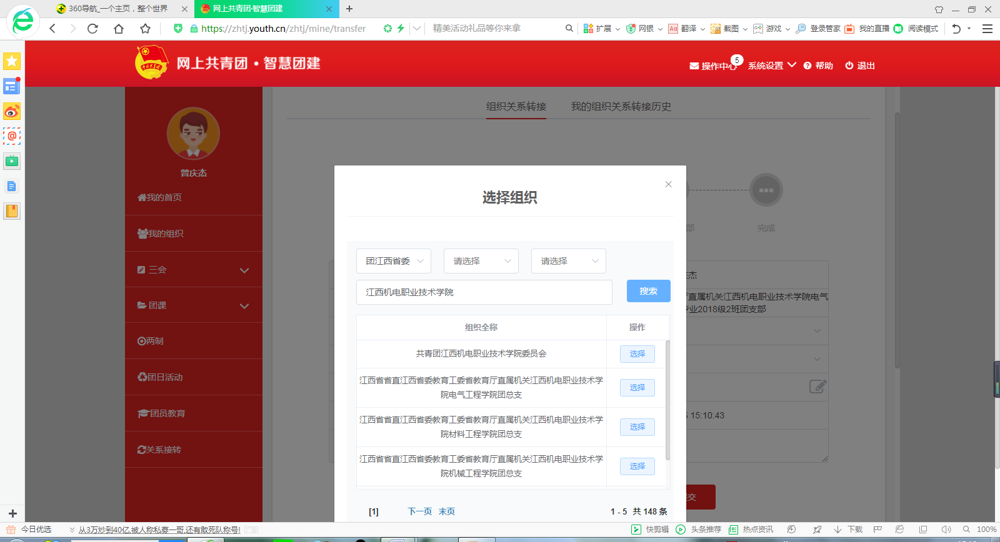 360导航_一个主页，整个世界
网上共青团·智慧团建
https://zhtj.youth.cn/zhtj/mine/transfer
精美活动礼品等你来拿
扩展
网银
翻译
截图
游戏
登录管家
我的直播
阅读模式
网上共青团·智慧团建
操作中心
5
系统设置
帮助
退出
组织关系转接
我的组织关系转接历史
曾庆杰
我的首页
我的组织
三会
团课
两制
团日活动
团员教育
关系接转
选择组织
部
完成
团江西省委
请选择
请选择
江西机电职业技术学院
搜索
杰
直属机关江西机电职业技术学院电气
业2018级2班团支部
组织全称
操作
共青团江西机电职业技术学院委员会
选择
江西省省直江西省委教育工委省教育厅直属机关江西机电职业技术学
院电气工程学院团总支
选择
江西省省直江西省委教育工委省教育厅直属机关江西机电职业技术学
院材料工程学院团总支
选择
江西省省直江西省委教育工委省教育厅直属机关江西机电职业技术学
院机械工程学院团总支
选择
15:10:43
交
[1]
下一页
末页
1 - 5 共 148 条
今日优选
从3万炒到40亿,被人称私募一哥,还有敢死队称号!
广告
快剪辑
头条推荐
热点资讯
下载
100%